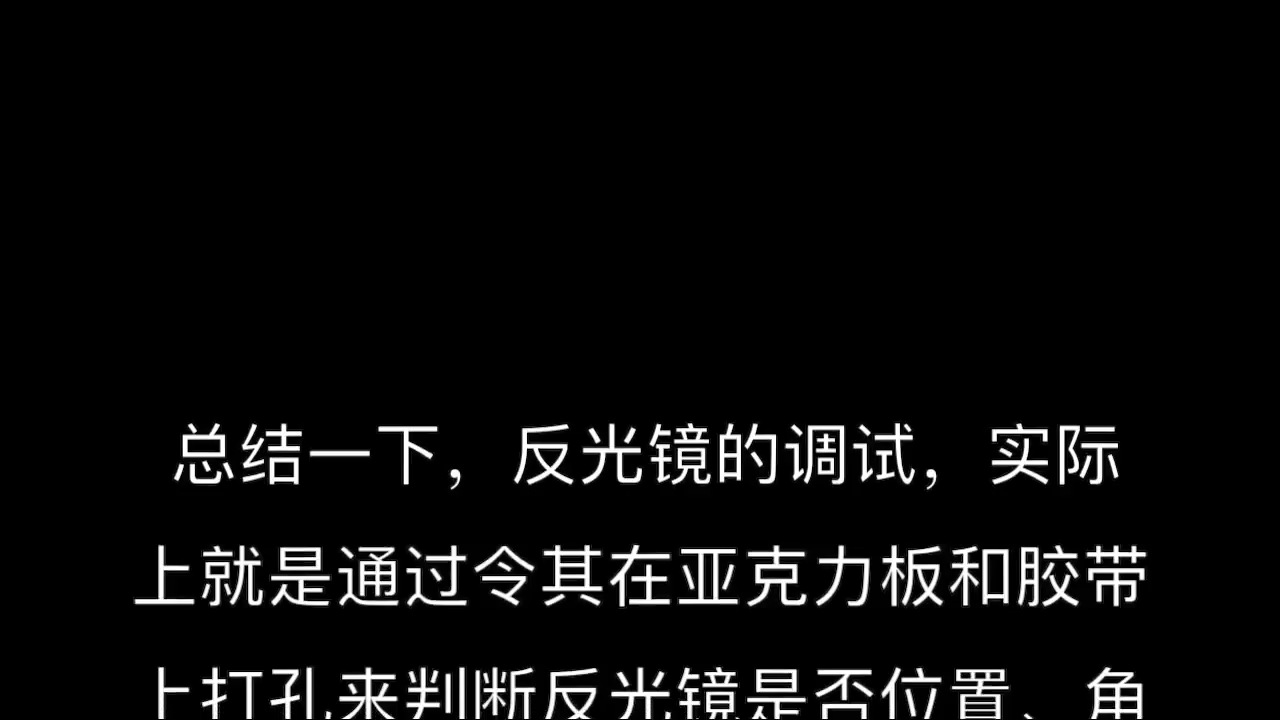 总结一下，反光镜的调试，实际
上就是通过令其在亚克力板和胶带
上打孔来判断反光镜是否位置、角